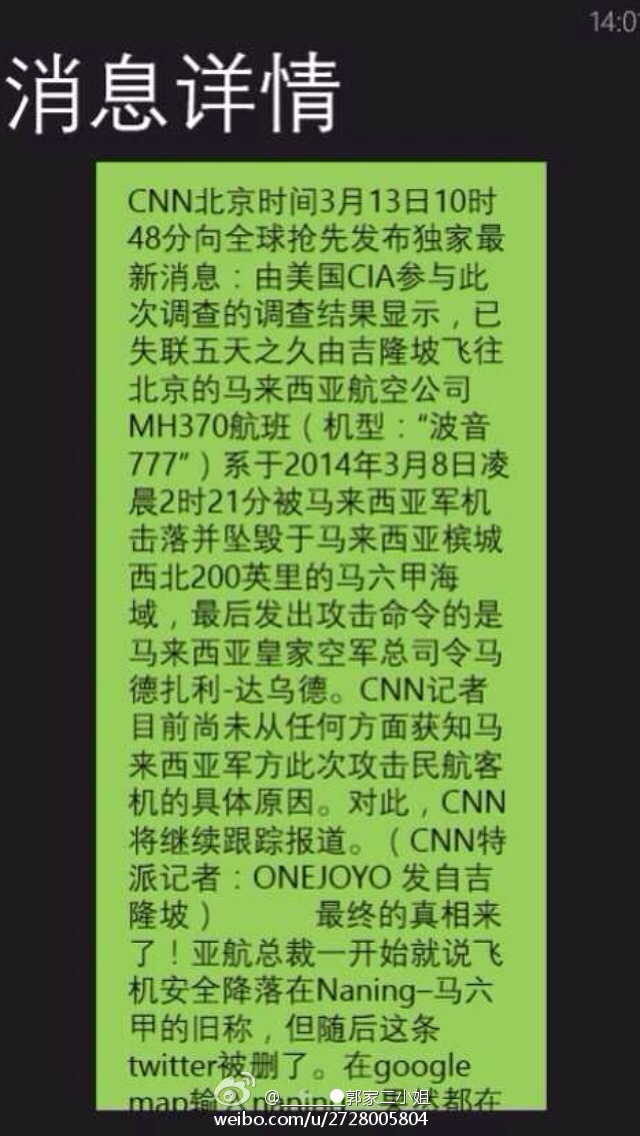 14:01
消息详情
CNN北京时间3月13日10时
48分向全球抢先发布独家最
新消息：由美国CIA参与此
次调查的调查结果显示，已
失联五天之久由吉隆坡飞往
北京的马来西亚航空公司
MH370航班（机型：“波音
777”）系于2014年3月8日凌
晨2时21分被马来西亚军机
击落并坠毁于马来西亚槟城
西北200英里的马六甲海
域，最后发出攻击命令的是
马来西亚皇家空军总司令马
德扎利-达乌德。CNN记者
目前尚未从任何方面获知马
来西亚军方此次攻击民航客
机的具体原因。对此，CNN
将继续跟踪报道。（CNN特
派记者：ONEJOYO 发自吉
隆坡） 最终的真相来
了！亚航总裁一开始就说飞
机安全降落在Naning–马六
甲的旧称，但随后这条
twitter被删了。在google
map输入naning 都在
@ ●郭家二小姐
weibo.com/u/2728005804